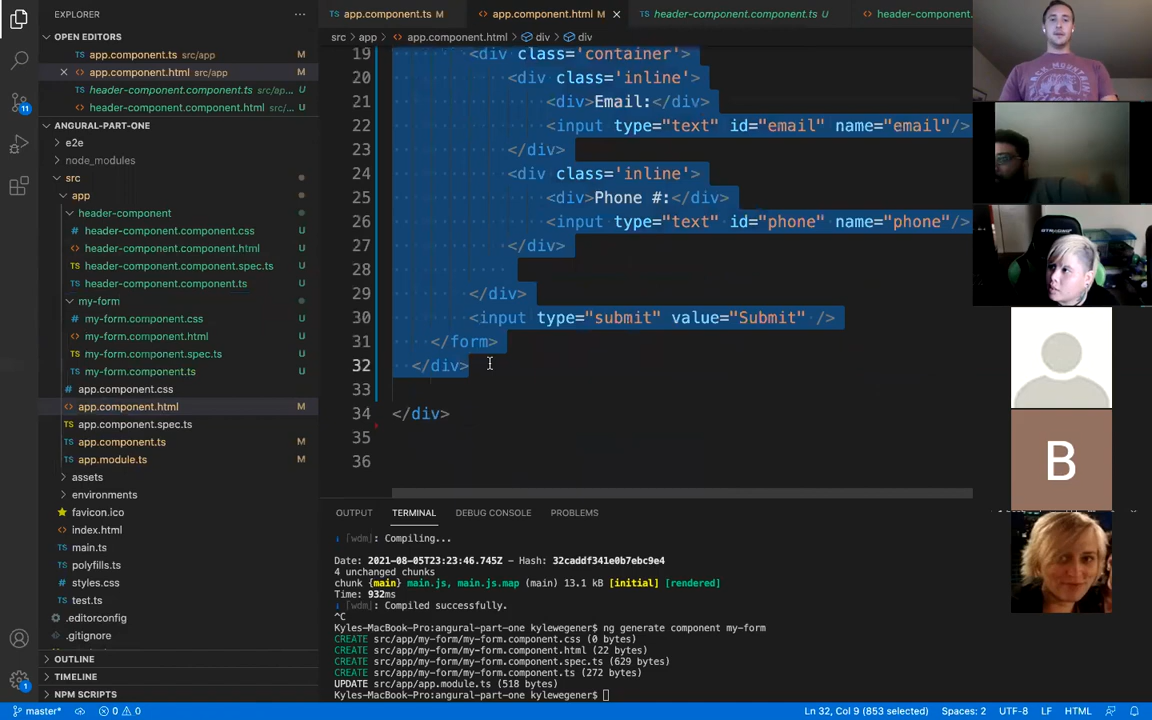 EXPLORER
OPEN EDITORS
app.component.ts src/app M
app.component.html src/app M
header-component.component.ts src/ap... U
header-component.component.html src/... U
ANGURAL-PART-ONE
e2e
node_modules
src
app
header-component
header-component.component.css U
header-component.component.html U
header-component.component.spec.ts U
header-component.component.ts U
my-form
my-form.component.css U
my-form.component.html U
my-form.component.spec.ts U
my-form.component.ts U
app.component.css
app.component.html M
app.component.spec.ts
app.component.ts M
app.module.ts M
assets
environments
favicon.ico
index.html
main.ts
polyfills.ts
styles.css
test.ts
.editorconfig
.gitignore
OUTLINE
TIMELINE
NPM SCRIPTS
11
1
app.component.ts M
app.component.html M
header-component.component.ts U
header-component.component.
src > app > app.component.html > div > div
19 <div class='container'>
20 <div class='inline'>
21 <div>Email:</div>
22 <input type="text" id="email" name="email"/>
23 </div>
24 <div class='inline'>
25 <div>Phone #:</div>
26 <input type="text" id="phone" name="phone"/>
27 </div>
28
29 </div>
30 <input type="submit" value="Submit" />
31 </form>
32 </div>
33
34 </div>
35
36
OUTPUT TERMINAL DEBUG CONSOLE PROBLEMS
i ｢wdm｣: Compiling...
Date: 2021-08-05T23:23:46.745Z - Hash: 32caddf341e0b7ebc9e4
4 unchanged chunks
chunk {main} main.js, main.js.map (main) 13.1 kB [initial] [rendered]
Time: 932ms
i ｢wdm｣: Compiled successfully.
^C
Kyles-MacBook-Pro:angural-part-one kylewegener$ ng generate component my-form
CREATE src/app/my-form/my-form.component.css (0 bytes)
CREATE src/app/my-form/my-form.component.html (22 bytes)
CREATE src/app/my-form/my-form.component.spec.ts (629 bytes)
CREATE src/app/my-form/my-form.component.ts (272 bytes)
UPDATE src/app/app.module.ts (518 bytes)
Kyles-MacBook-Pro:angural-part-one kylewegener$
master* 0 0 Ln 32, Col 9 (853 selected) Spaces: 2 UTF-8 LF HTML
B